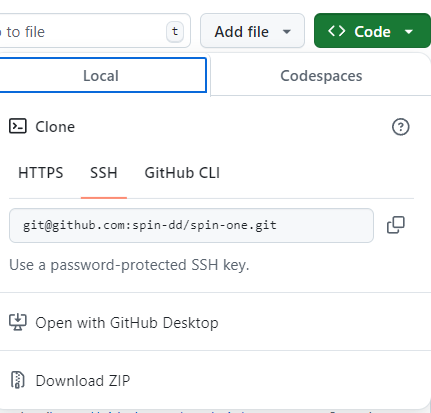 to file t Add file Code
Local Codespaces
Clone
HTTPS SSH GitHub CLI
git@github.com:spin-dd/spin-one.git
Use a password-protected SSH key.
Open with GitHub Desktop
Download ZIP